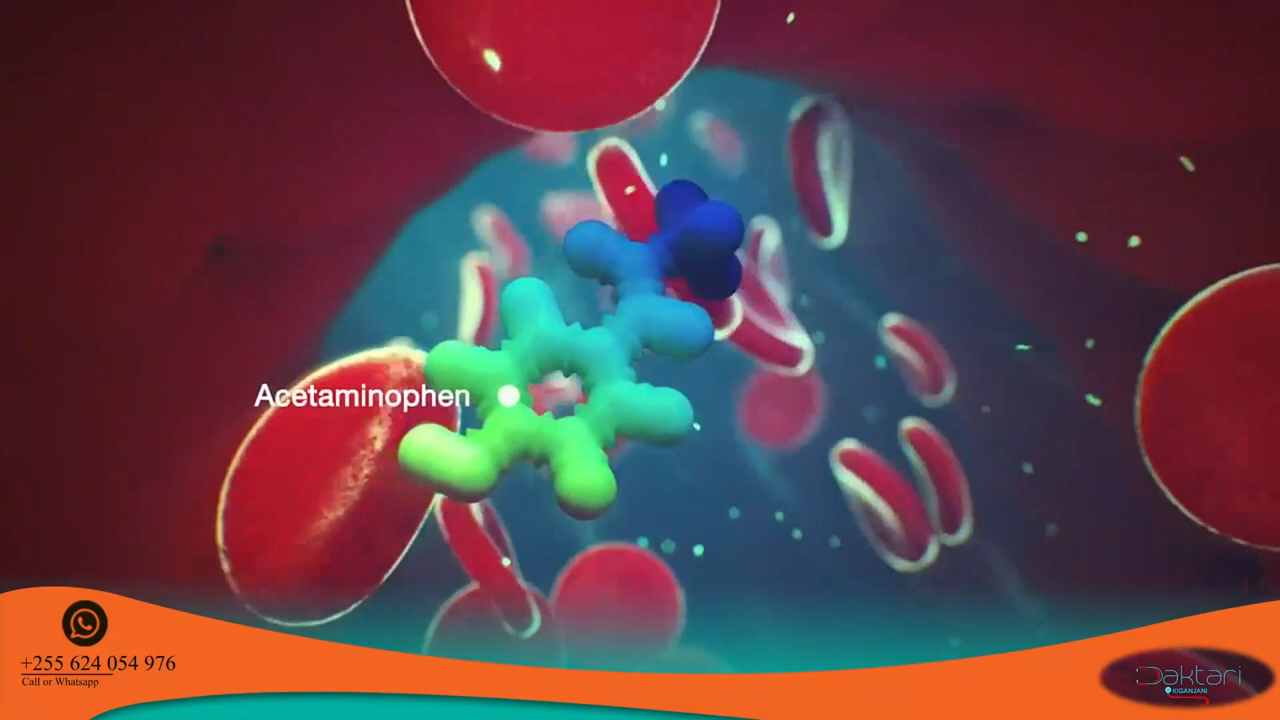 Acetaminophen
+255 624 054 976
Call or Whatsapp
Daktari
KIGANJANI